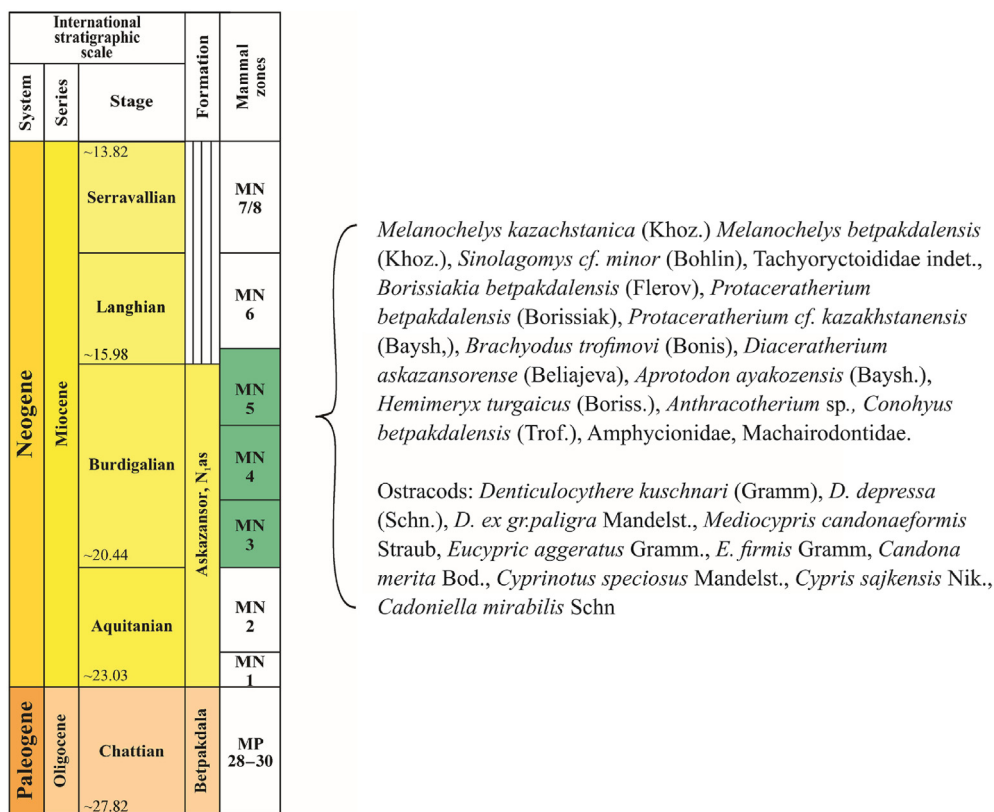 International
stratigraphic
scale
System
Series
Stage
Formation
Mammal
zones
Neogene
Miocene
~13.82
Serravallian
Langhian
~15.98
Burdigalian
~20.44
Aquitanian
~23.03
Askazansor, N₁as
MN
7/8
MN
6
MN
5
MN
4
MN
3
MN
2
MN
1
Paleogene
Oligocene
Chattian
~27.82
Betpakdala
MP
28–30
Melanochelys kazachstanica (Khoz.) Melanochelys betpakdalensis
(Khoz.), Sinolagomys cf. minor (Bohlin), Tachyoryctoididae indet.,
Borissiakia betpakdalensis (Flerov), Protaceratherium
betpakdalensis (Borissiak), Protaceratherium cf. kazakhstanensis
(Baysh,), Brachyodus trofimovi (Bonis), Diaceratherium
askazansorense (Beliajeva), Aprotodon ayakozensis (Baysh.),
Hemimeryx turgaicus (Boriss.), Anthracotherium sp., Conohyus
betpakdalensis (Trof.), Amphycionidae, Machairodontidae.
Ostracods: Denticulocythere kuschnari (Gramm), D. depressa
(Schn.), D. ex gr.paligra Mandelst., Mediocypris candonaeformis
Straub, Eucypric aggeratus Gramm., E. firmis Gramm, Candona
merita Bod., Cyprinotus speciosus Mandelst., Cypris sajkensis Nik.,
Cadoniella mirabilis Schn